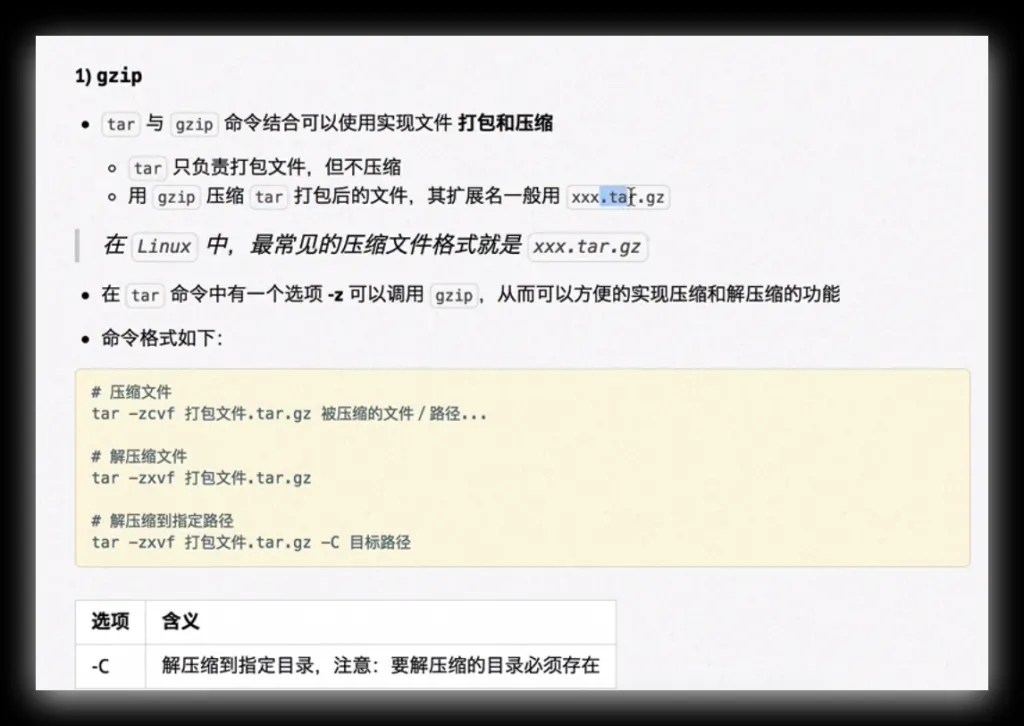 1) gzip
tar 与 gzip 命令结合可以使用实现文件 打包和压缩
tar 只负责打包文件，但不压缩
用 gzip 压缩 tar 打包后的文件，其扩展名一般用 xxx.tar.gz
在 Linux 中，最常见的压缩文件格式就是 xxx.tar.gz
在 tar 命令中有一个选项 -z 可以调用 gzip，从而可以方便的实现压缩和解压缩的功能
命令格式如下：
# 压缩文件
tar -zcvf 打包文件.tar.gz 被压缩的文件／路径...
# 解压缩文件
tar -zxvf 打包文件.tar.gz
# 解压缩到指定路径
tar -zxvf 打包文件.tar.gz -C 目标路径
选项 含义
-C 解压缩到指定目录，注意：要解压缩的目录必须存在